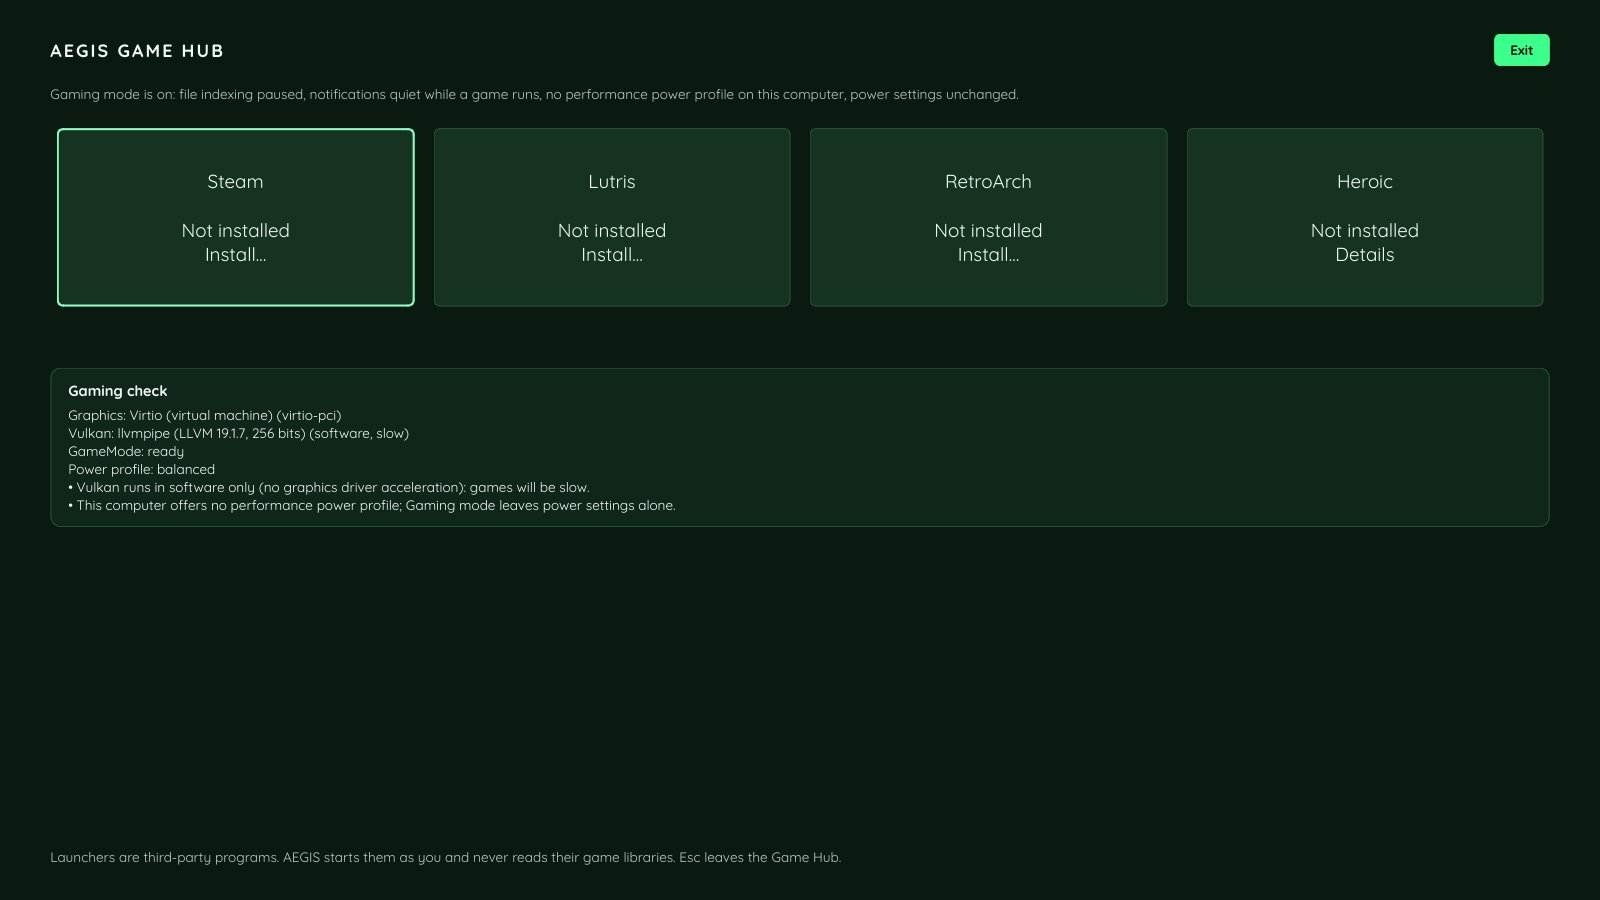 AEGIS GAME HUB
Exit
Gaming mode is on: file indexing paused, notifications quiet while a game runs, no performance power profile on this computer, power settings unchanged.
Steam
Not installed
Install...
Lutris
Not installed
Install...
RetroArch
Not installed
Install...
Heroic
Not installed
Details
Gaming check
Graphics: Virtio (virtual machine) (virtio-pci)
Vulkan: llvmpipe (LLVM 19.1.7, 256 bits) (software, slow)
GameMode: ready
Power profile: balanced
• Vulkan runs in software only (no graphics driver acceleration): games will be slow.
• This computer offers no performance power profile; Gaming mode leaves power settings alone.
Launchers are third-party programs. AEGIS starts them as you and never reads their game libraries. Esc leaves the Game Hub.